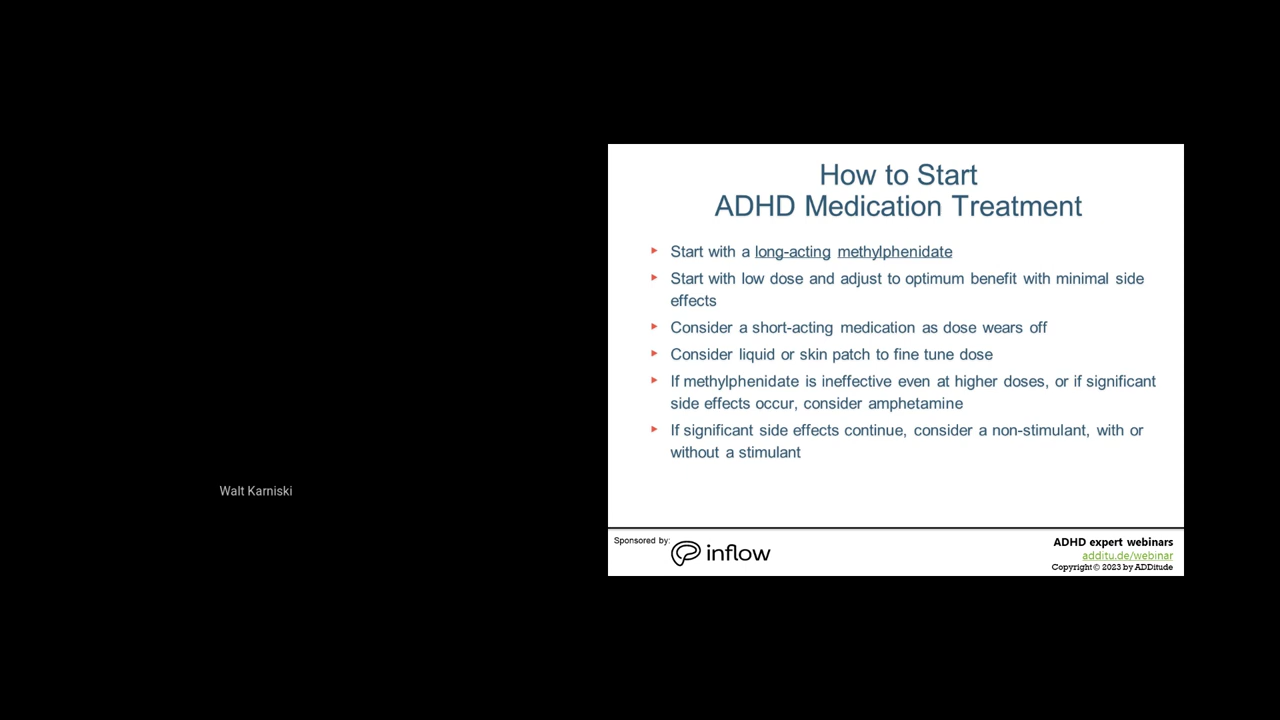 How to Start
ADHD Medication Treatment
Start with a long-acting methylphenidate
Start with low dose and adjust to optimum benefit with minimal side
effects
Consider a short-acting medication as dose wears off
Consider liquid or skin patch to fine tune dose
If methylphenidate is ineffective even at higher doses, or if significant
side effects occur, consider amphetamine
If significant side effects continue, consider a non-stimulant, with or
without a stimulant
Walt Karniski
Sponsored by:
inflow
ADHD expert webinars
additu.de/webinar
Copyright © 2023 by ADDitude